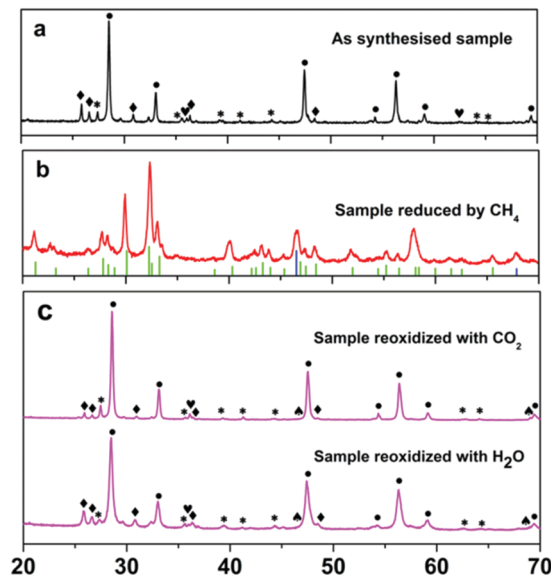 a
As synthesised sample
b
Sample reduced by CH4
c
Sample reoxidized with CO2
Sample reoxidized with H2O
20 30 40 50 60 70